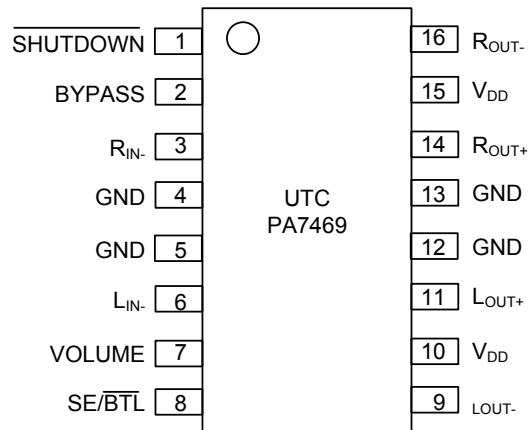 SHUTDOWN 1 16 ROUT-
BYPASS 2 15 VDD
RIN- 3 14 ROUT+
GND 4 13 GND
UTC
PA7469
GND 5 12 GND
LIN- 6 11 LOUT+
VOLUME 7 10 VDD
SE/BTL 8 9 LOUT-